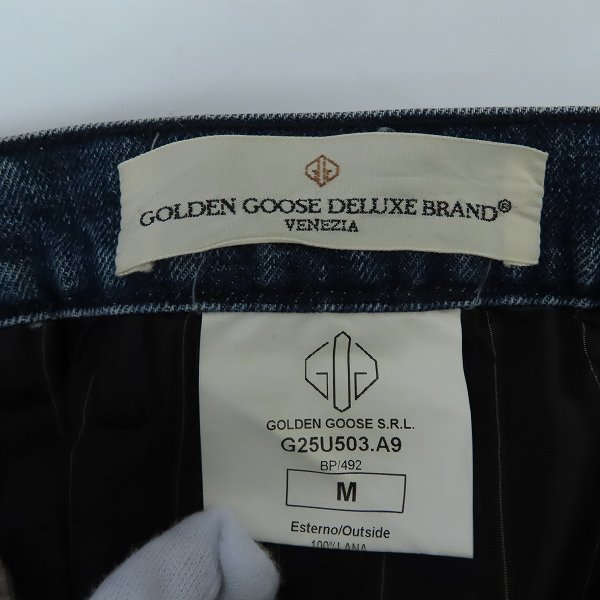 GOLDEN GOOSE DELUXE BRAND®
VENEZIA
GOLDEN GOOSE S.R.L.
G25U503.A9
BP/492
M
Esterno/Outside
100% LANA